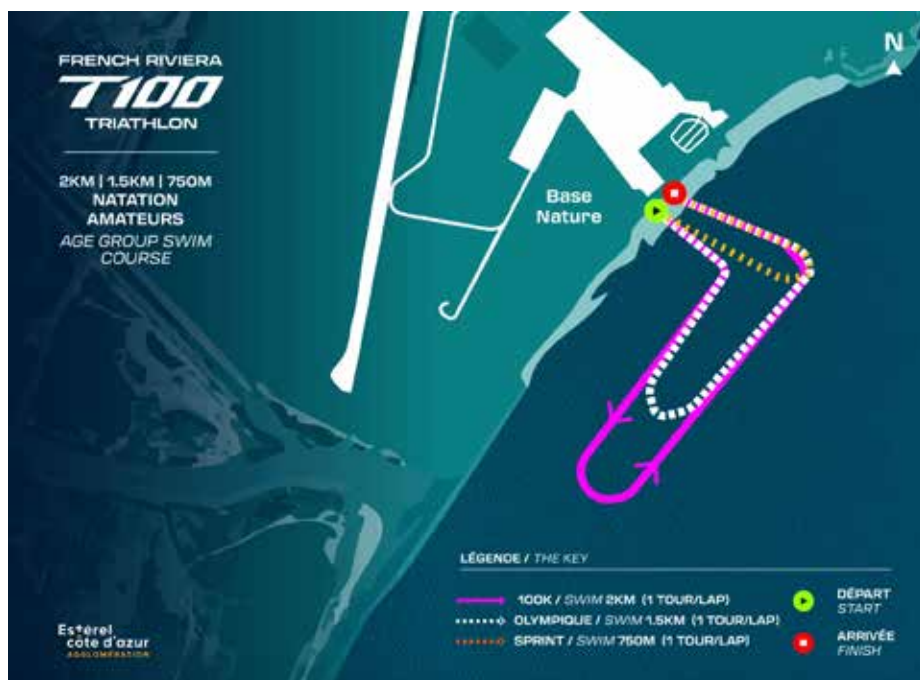 FRENCH RIVIERA
T100
TRIATHLON
2KM | 1.5KM | 750M
NATATION
AMATEURS
AGE GROUP SWIM
COURSE
N
Base
Nature
LÉGENDE / THE KEY
100K / SWIM 2KM (1 TOUR/LAP)
OLYMPIQUE / SWIM 1.5KM (1 TOUR/LAP)
SPRINT / SWIM 750M (1 TOUR/LAP)
DÉPART
START
ARRIVÉE
FINISH
Estérel
côte d'azur
AGGLOMÉRATION